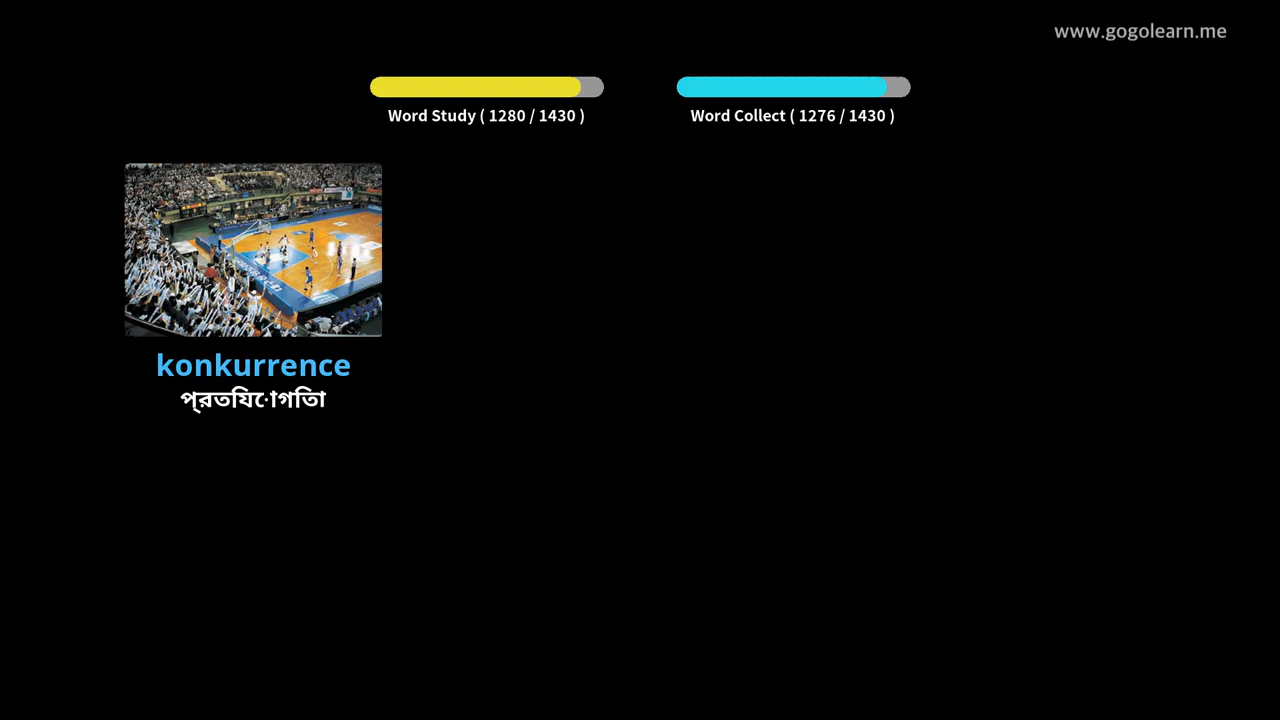 www.gogolearn.me
Word Study ( 1280 / 1430 )
Word Collect ( 1276 / 1430 )
konkurrence
প্রতিযোগিতা